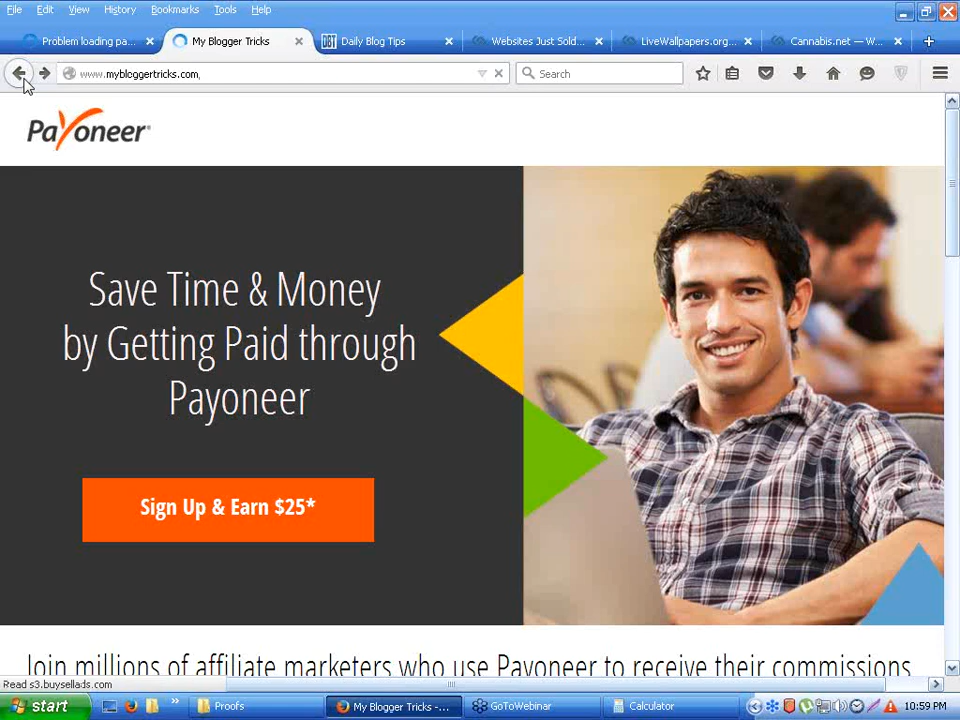 File Edit View History Bookmarks Tools Help
Problem loading pa... My Blogger Tricks DBT Daily Blog Tips Websites Just Sold... LiveWallpapers.org... Cannabis.net — W...
www.mybloggertricks.com, Search
Payoneer
Save Time & Money
by Getting Paid through
Payoneer
Sign Up & Earn $25*
Join millions of affiliate marketers who use Payoneer to receive their commissions
Read s3.buysellads.com
start Proofs My Blogger Tricks -... GoToWebinar Calculator 10:59 PM